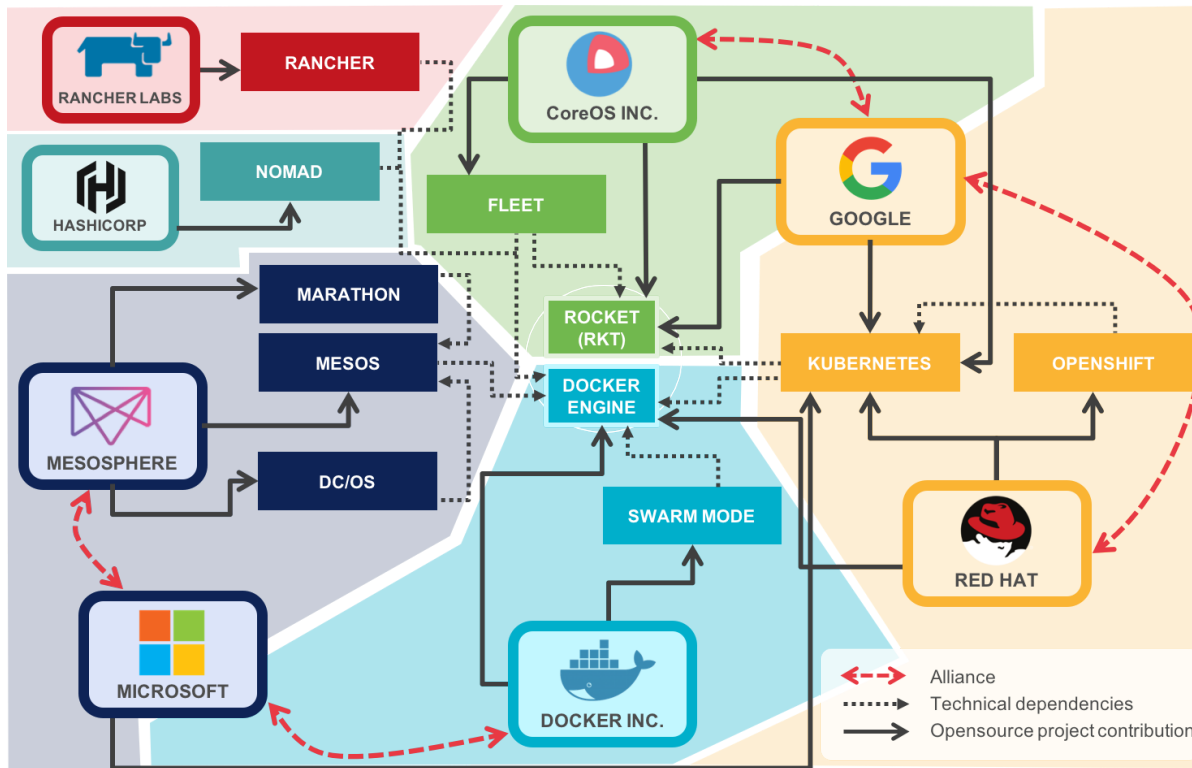 RANCHER LABS
RANCHER
CoreOS INC.
HASHICORP
NOMAD
FLEET
GOOGLE
MARATHON
ROCKET
(RKT)
MESOS
DOCKER
ENGINE
KUBERNETES
OPENSHIFT
MESOSPHERE
DC/OS
SWARM MODE
RED HAT
MICROSOFT
DOCKER INC.
Alliance
Technical dependencies
Opensource project contribution